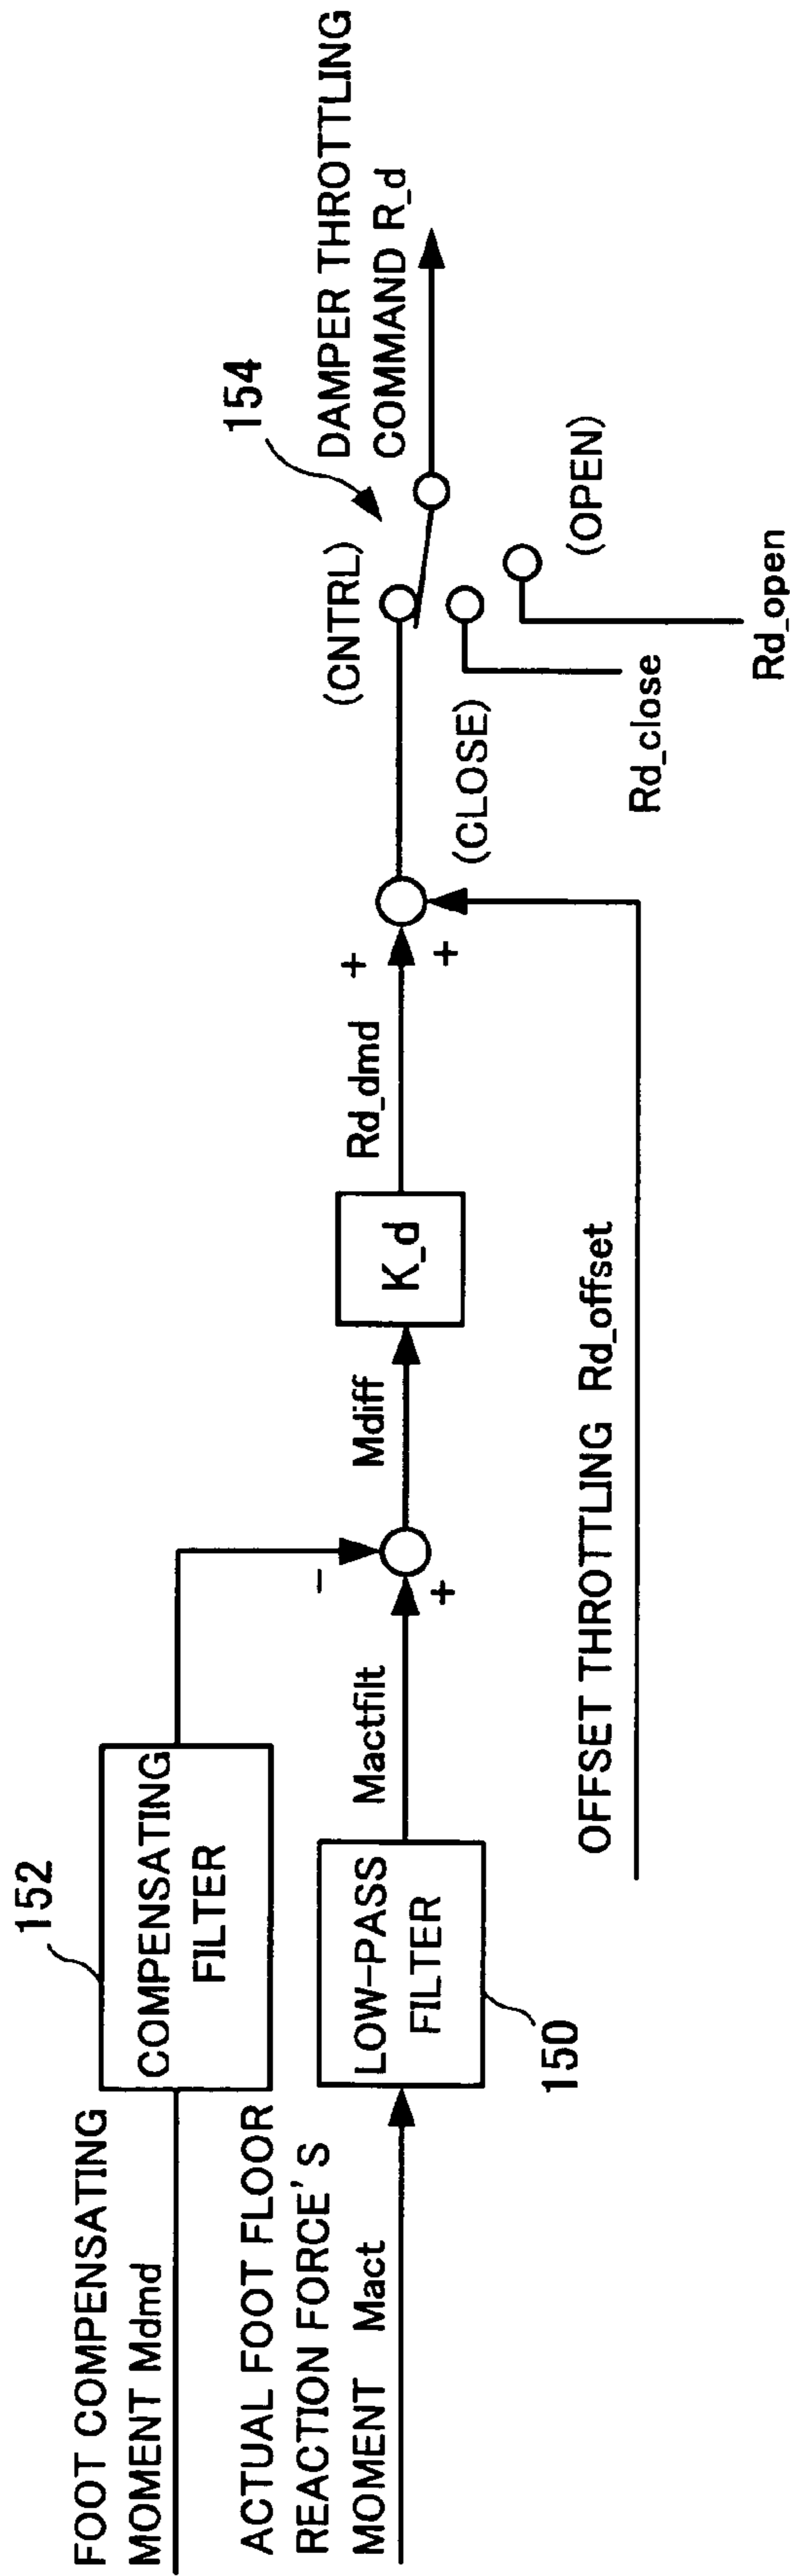 FOOT COMPENSATING
MOMENT Mdmd
152
COMPENSATING
FILTER
ACTUAL FOOT FLOOR
REACTION FORCE'S
MOMENT Mact
LOW-PASS
FILTER
150
Mactfilt
-
+
Mdiff
K_d
Rd_dmd
+
+
OFFSET THROTTLING Rd_offset
(CNTRL)
(CLOSE)
Rd_close
(OPEN)
Rd_open
154
DAMPER THROTTLING
COMMAND R_d